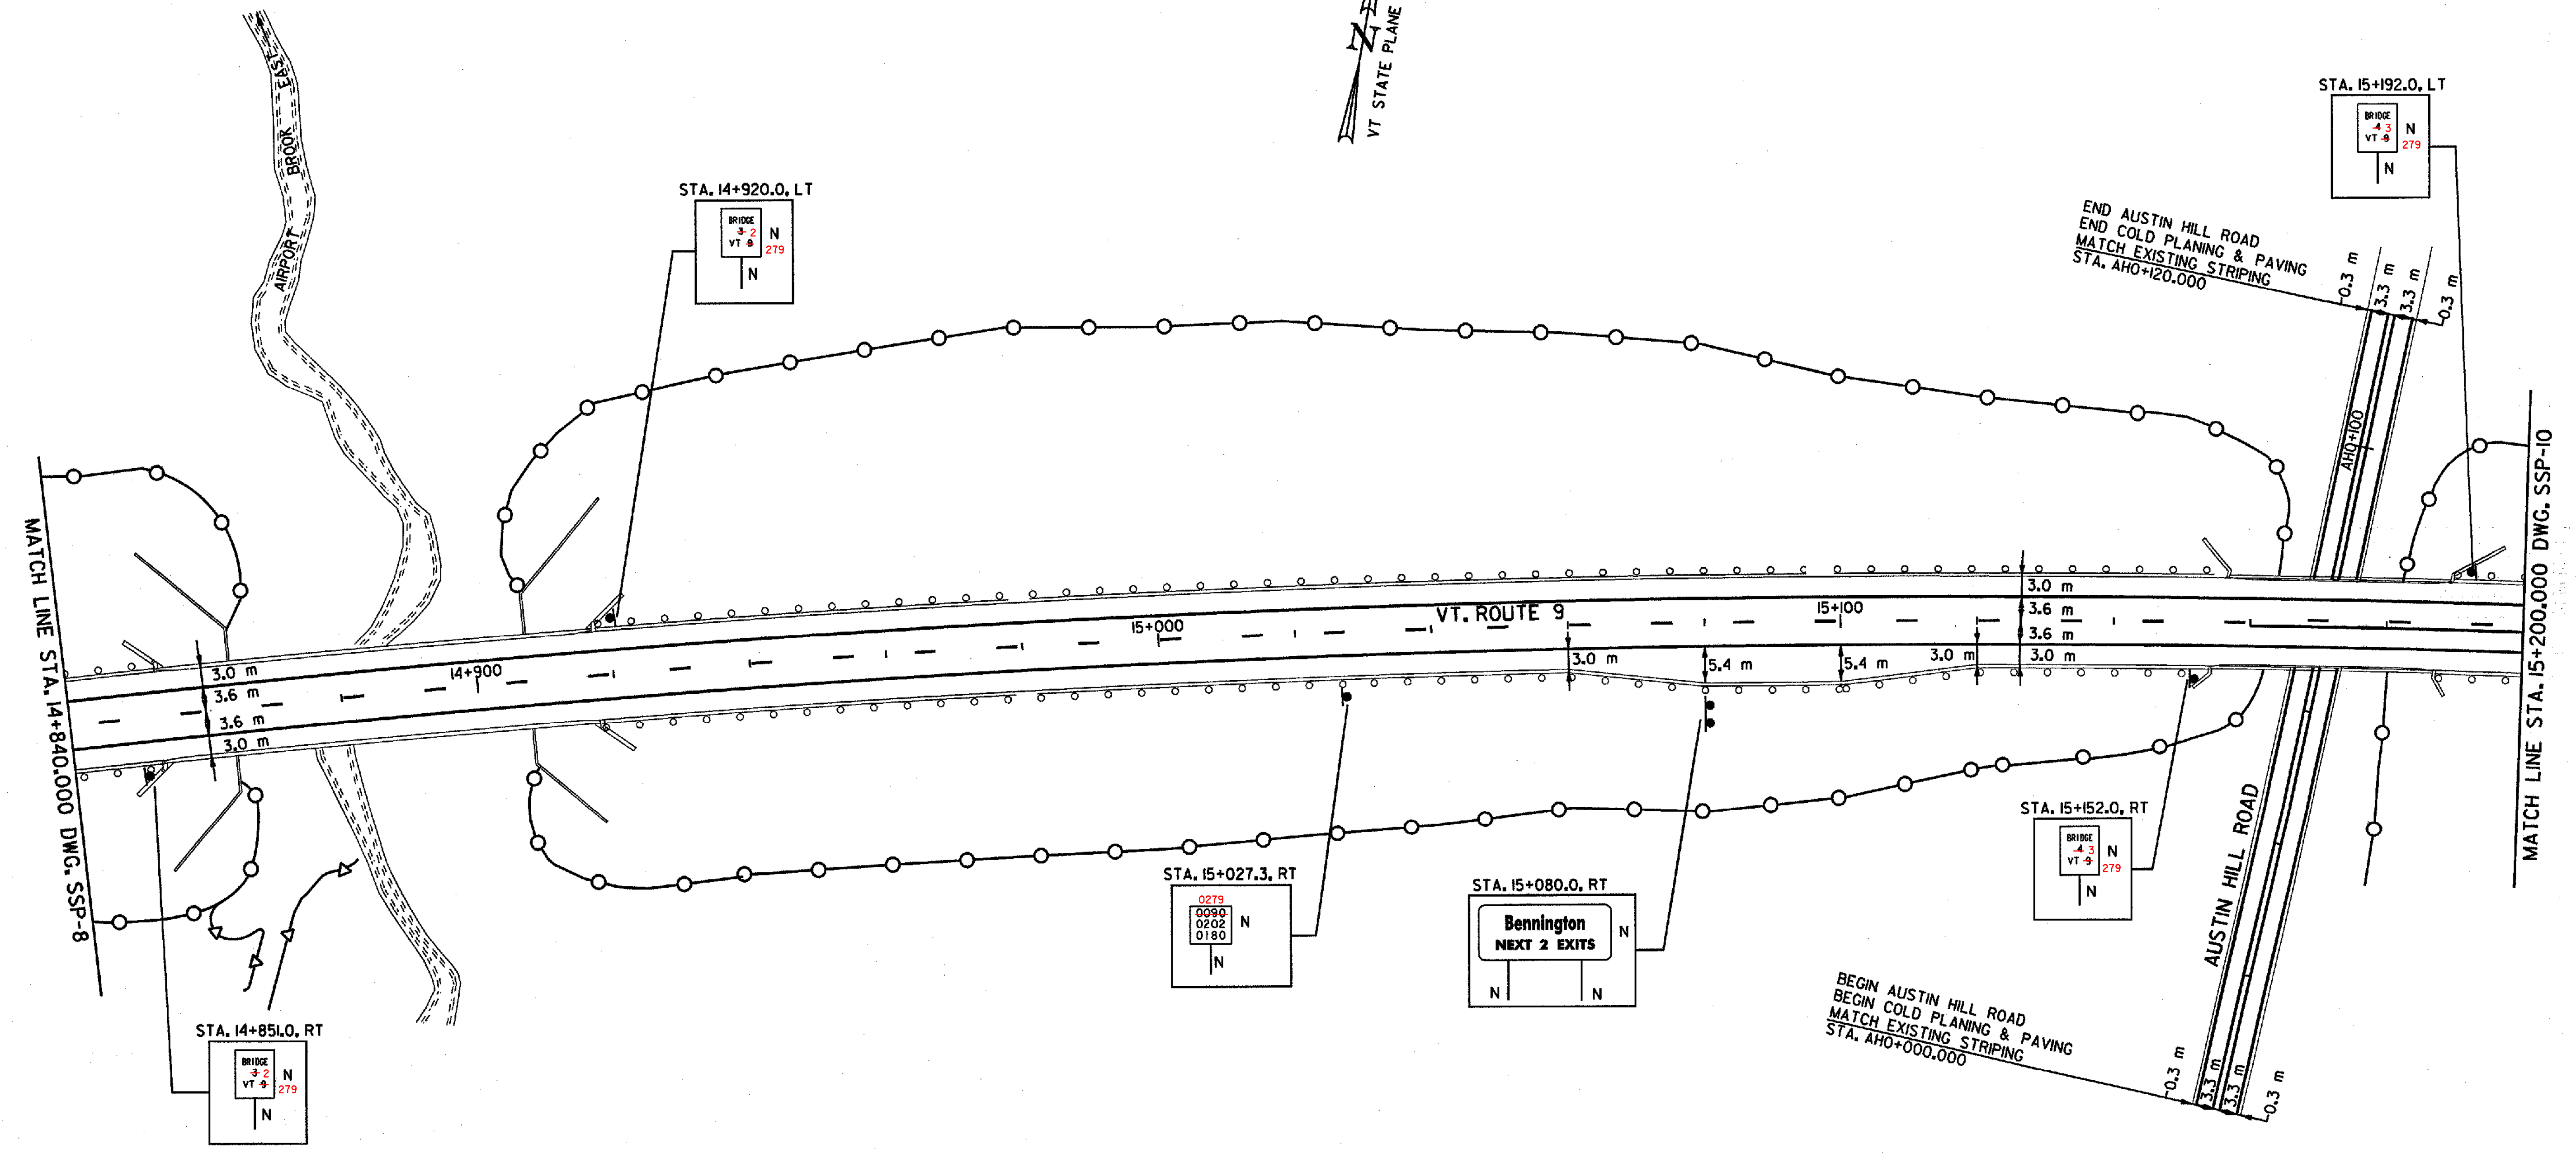 VT STATE PLANE
N
EAST
BROOK
AIRPORT
STA. 14+920.0, LT
BRIDGE
3 2
VT 9
N
279
N
STA. 15+192.0, LT
BRIDGE
4 3
VT 9
N
279
N
END AUSTIN HILL ROAD
END COLD PLANING & PAVING
MATCH EXISTING STRIPING
STA. AH0+120.000
0.3 m
3.3 m
3.3 m
0.3 m
AH0+100
MATCH LINE STA. 14+840.000 DWG. SSP-8
MATCH LINE STA. 15+200.000 DWG. SSP-10
3.0 m
3.6 m
3.6 m
3.0 m
14+900
15+000
VT. ROUTE 9
15+100
3.0 m
5.4 m
5.4 m
3.0 m
3.0 m
3.6 m
3.6 m
3.0 m
STA. 14+851.0, RT
BRIDGE
3 2
VT 9
N
279
N
STA. 15+027.3, RT
0279
0090
0202
0180
N
N
STA. 15+080.0, RT
Bennington
NEXT 2 EXITS
N
N
N
STA. 15+152.0, RT
BRIDGE
4 3
VT 9
N
279
N
AUSTIN HILL ROAD
BEGIN AUSTIN HILL ROAD
BEGIN COLD PLANING & PAVING
MATCH EXISTING STRIPING
STA. AH0+000.000
0.3 m
3.3 m
3.3 m
0.3 m